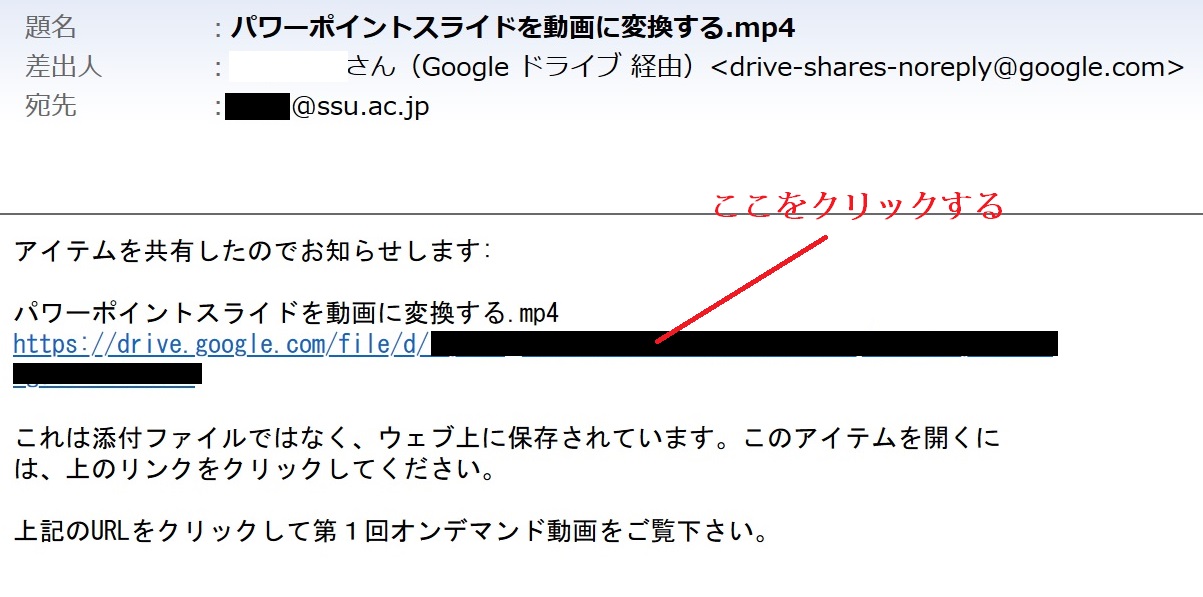 題名 : パワーポイントスライドを動画に変換する.mp4
差出人 : さん（Google ドライブ 経由）<drive-shares-noreply@google.com>
宛先 : @ssu.ac.jp
ここをクリックする
アイテムを共有したのでお知らせします:
パワーポイントスライドを動画に変換する.mp4
https://drive.google.com/file/d/
これは添付ファイルではなく、ウェブ上に保存されています。このアイテムを開くに
は、上のリンクをクリックしてください。
上記のURLをクリックして第１回オンデマンド動画をご覧下さい。